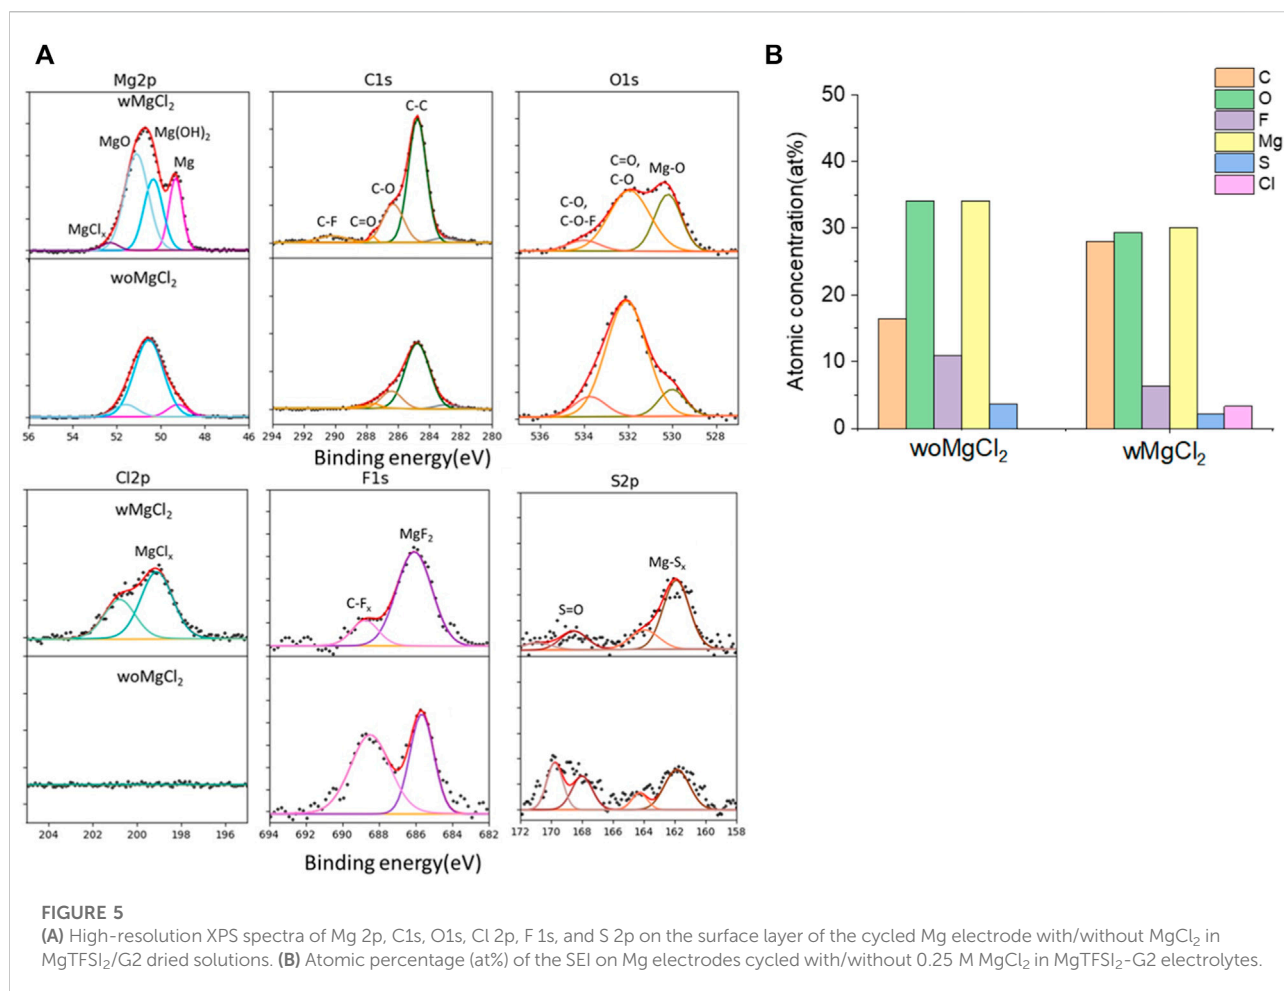 A
Mg2p
wMgCl2
MgO
Mg(OH)2
Mg
MgClx
woMgCl2
56 54 52 50 48 46
C1s
C-C
C-O
C-F
C=O
294 292 290 288 286 284 282 280
O1s
C=O,
C-O
Mg-O
C-O,
C-O-F
536 534 532 530 528
Binding energy(eV)
Cl2p
wMgCl2
MgClx
woMgCl2
204 202 200 198 196
F1s
MgF2
C-Fx
694 692 690 688 686 684 682
S2p
Mg-Sx
S=O
172 170 168 166 164 162 160 158
Binding energy(eV)
B
C
O
F
Mg
S
Cl
Atomic concentration(at%)
50
40
30
20
10
0
woMgCl2
wMgCl2
FIGURE 5
(A) High-resolution XPS spectra of Mg 2p, C1s, O1s, Cl 2p, F 1s, and S 2p on the surface layer of the cycled Mg electrode with/without MgCl2 in
MgTFSI2/G2 dried solutions. (B) Atomic percentage (at%) of the SEI on Mg electrodes cycled with/without 0.25 M MgCl2 in MgTFSI2-G2 electrolytes.